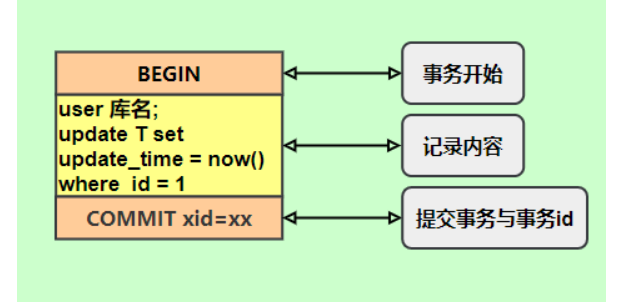 BEGIN
事务开始
user 库名;
update T set
update_time = now()
where id = 1
记录内容
COMMIT xid=xx
提交事务与事务id